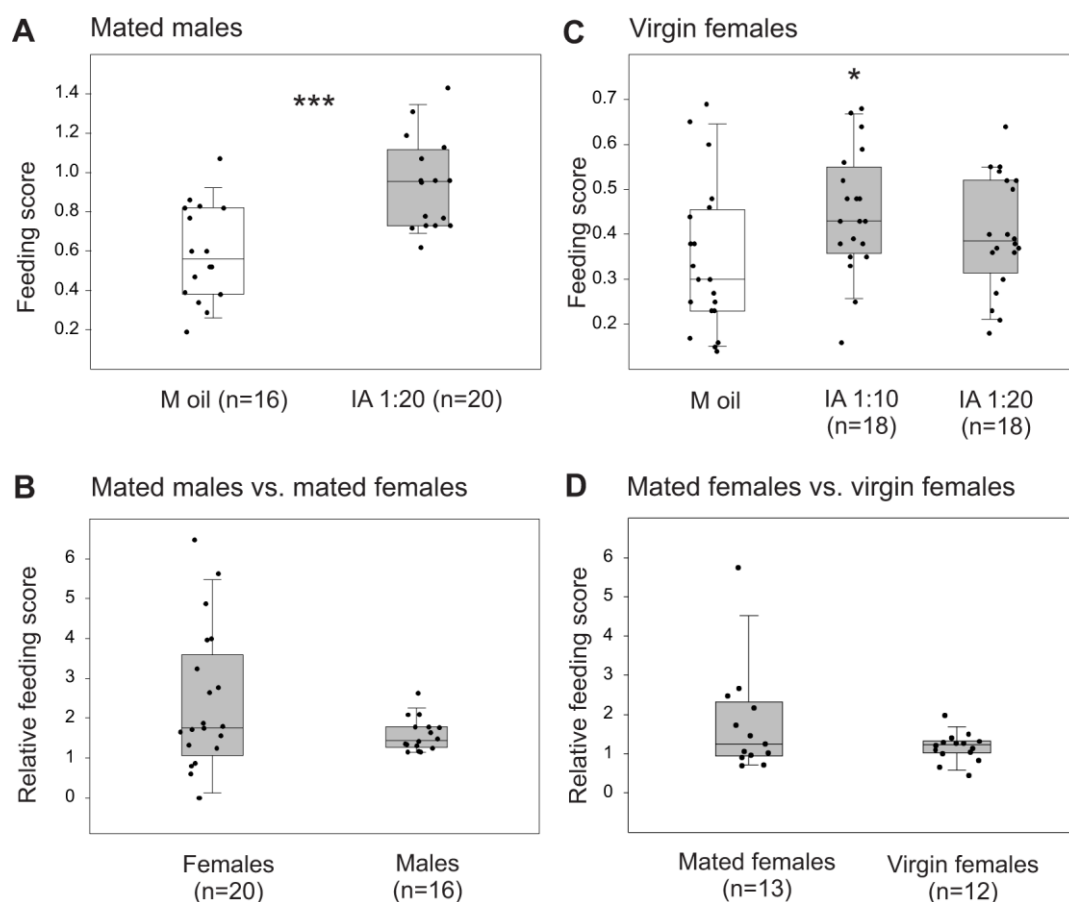 A Mated males
Feeding score
1.4
1.2
1.0
0.8
0.6
0.4
0.2
***
M oil (n=16)
IA 1:20 (n=20)
C Virgin females
Feeding score
0.7
0.6
0.5
0.4
0.3
0.2
*
M oil
IA 1:10
(n=18)
IA 1:20
(n=18)
B Mated males vs. mated females
Relative feeding score
6
5
4
3
2
1
0
Females
(n=20)
Males
(n=16)
D Mated females vs. virgin females
Relative feeding score
6
5
4
3
2
1
0
Mated females
(n=13)
Virgin females
(n=12)